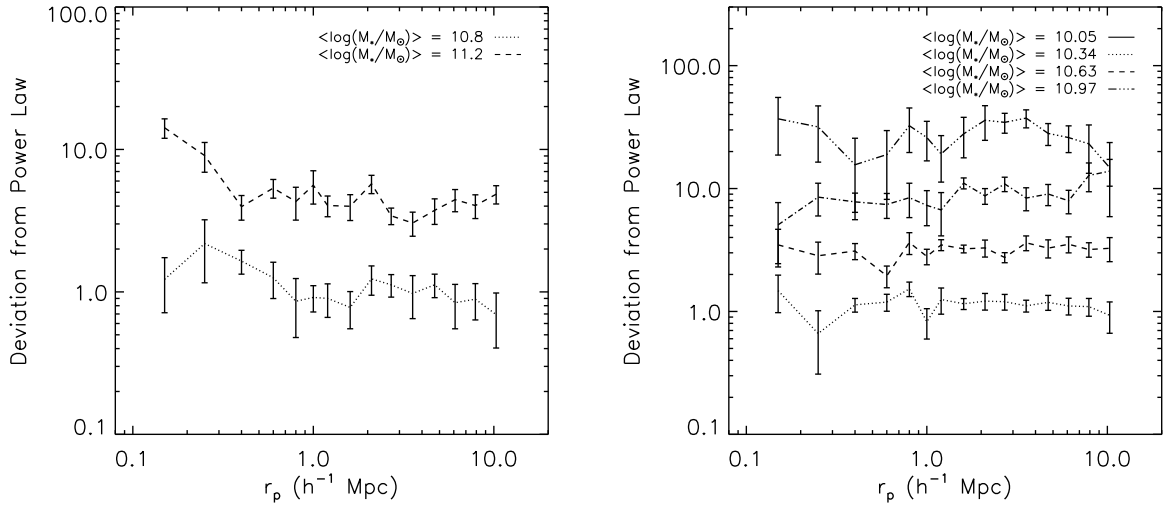 100.0
10.0
1.0
0.1
Deviation from Power Law
<log(M*/M⊙)> = 10.8
<log(M*/M⊙)> = 11.2
0.1 1.0 10.0
r_p (h⁻¹ Mpc)
100.0
10.0
1.0
0.1
Deviation from Power Law
<log(M*/M⊙)> = 10.05
<log(M*/M⊙)> = 10.34
<log(M*/M⊙)> = 10.63
<log(M*/M⊙)> = 10.97
0.1 1.0 10.0
r_p (h⁻¹ Mpc)